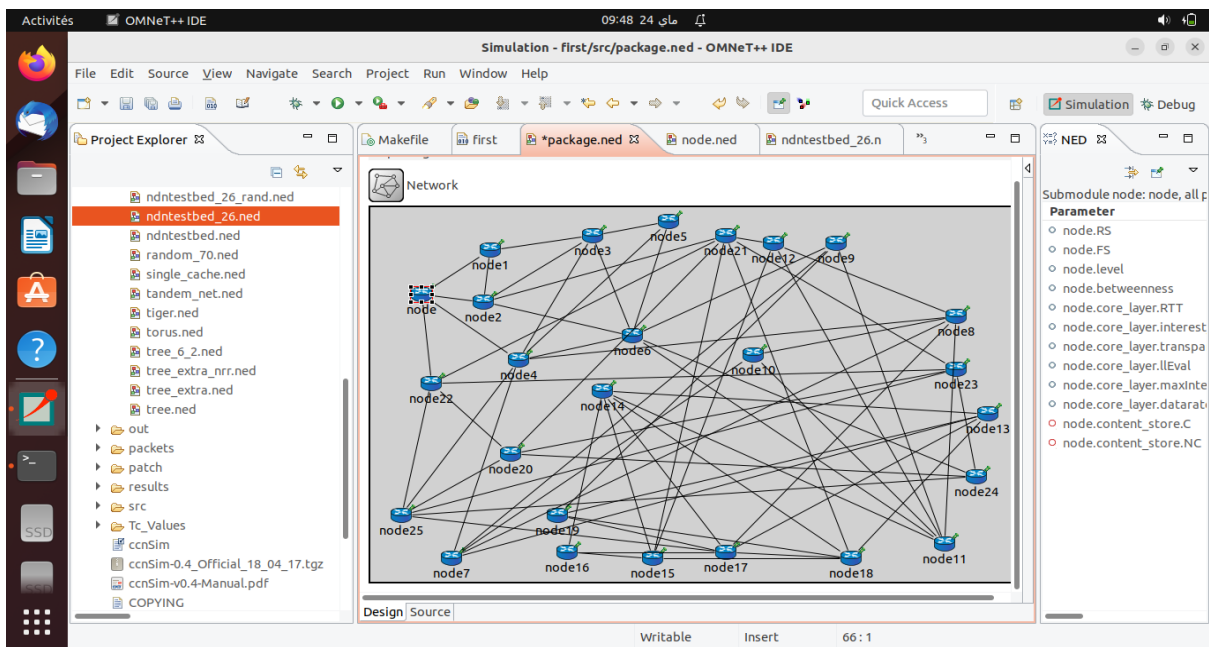 Activités OMNeT++ IDE 09:48 24 ماي
Simulation - first/src/package.ned - OMNeT++ IDE
File Edit Source View Navigate Search Project Run Window Help
Quick Access Simulation Debug
Project Explorer Makefile first *package.ned node.ned ndntestbed_26.n »3 NED
Network
Submodule node: node, all p
Parameter
ndntestbed_26_rand.ned
ndntestbed_26.ned
ndntestbed.ned
random_70.ned
single_cache.ned
tandem_net.ned
tiger.ned
torus.ned
tree_6_2.ned
tree_extra_nrr.ned
tree_extra.ned
tree.ned
out
packets
patch
results
src
Tc_Values
ccnSim
ccnSim-0.4_Official_18_04_17.tgz
ccnSim-v0.4-Manual.pdf
COPYING
node5
node3 node21 node12 node9
node1
node node2
node8
node6
node4 node10
node23
node22 node14
node13
node20
node24
node25 node19
node7 node16 node15 node17 node18 node11
node.RS
node.FS
node.level
node.betweenness
node.core_layer.RTT
node.core_layer.interest
node.core_layer.transpa
node.core_layer.llEval
node.core_layer.maxInte
node.core_layer.datarat
node.content_store.C
node.content_store.NC
Design Source
Writable Insert 66 : 1
SSD
SSD